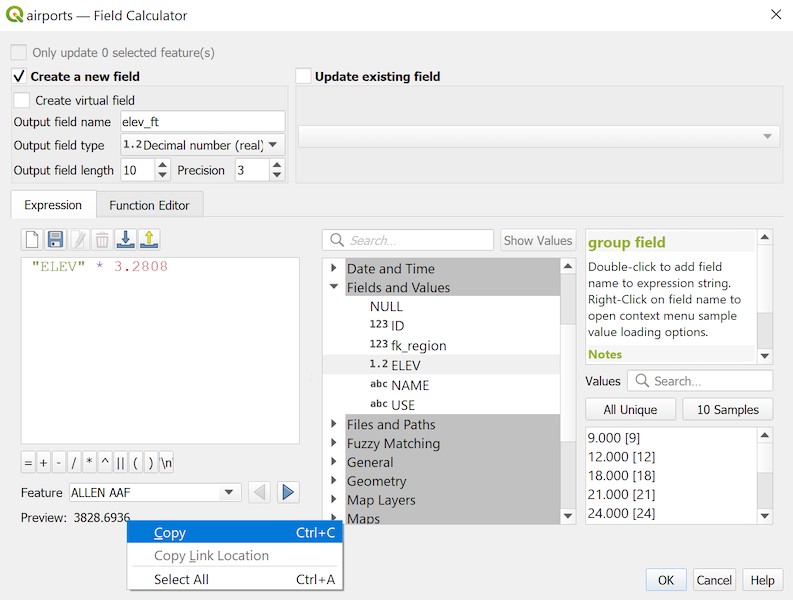 airports — Field Calculator
Only update 0 selected feature(s)
Create a new field
Update existing field
Create virtual field
Output field name elev_ft
Output field type 1.2 Decimal number (real)
Output field length 10 Precision 3
Expression Function Editor
Search... Show Values
"ELEV" * 3.2808
Date and Time
Fields and Values
NULL
123 ID
123 fk_region
1.2 ELEV
abc NAME
abc USE
Files and Paths
Fuzzy Matching
General
Geometry
Map Layers
Maps
group field
Double-click to add field
name to expression string.
Right-Click on field name to
open context menu sample
value loading options.
Notes
Values Search...
All Unique 10 Samples
9.000 [9]
12.000 [12]
18.000 [18]
21.000 [21]
24.000 [24]
= + - / * ^ || ( ) \n
Feature ALLEN AAF
Preview: 3828.6936
Copy Ctrl+C
Copy Link Location
Select All Ctrl+A
OK Cancel Help